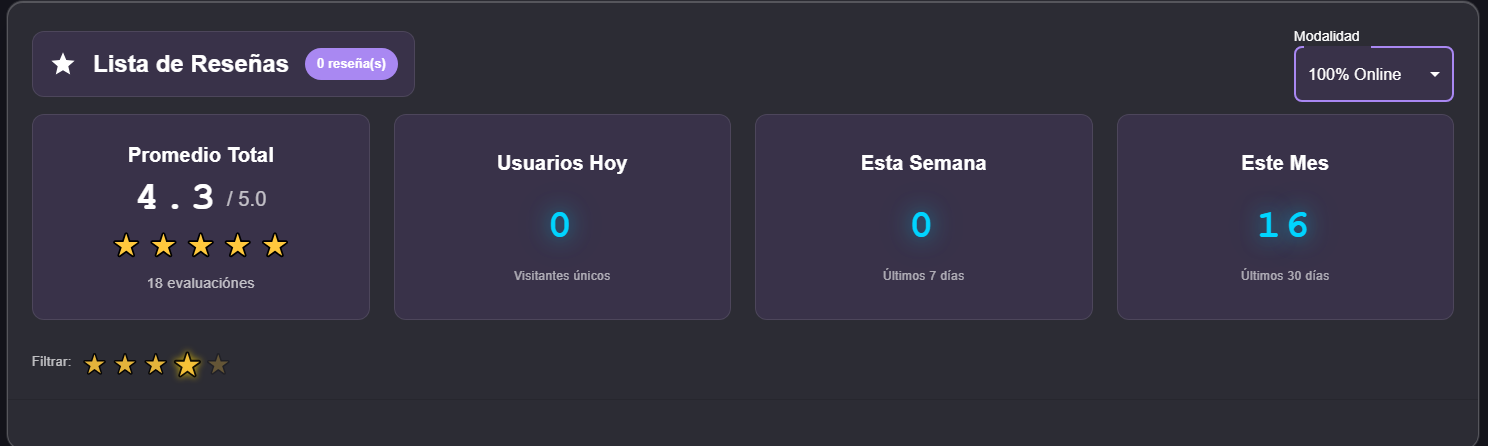 Modalidad
Lista de Reseñas 0 reseña(s)
100% Online
Promedio Total
4.3 / 5.0
18 evaluaciónes
Usuarios Hoy
0
Visitantes únicos
Esta Semana
0
Últimos 7 días
Este Mes
16
Últimos 30 días
Filtrar: